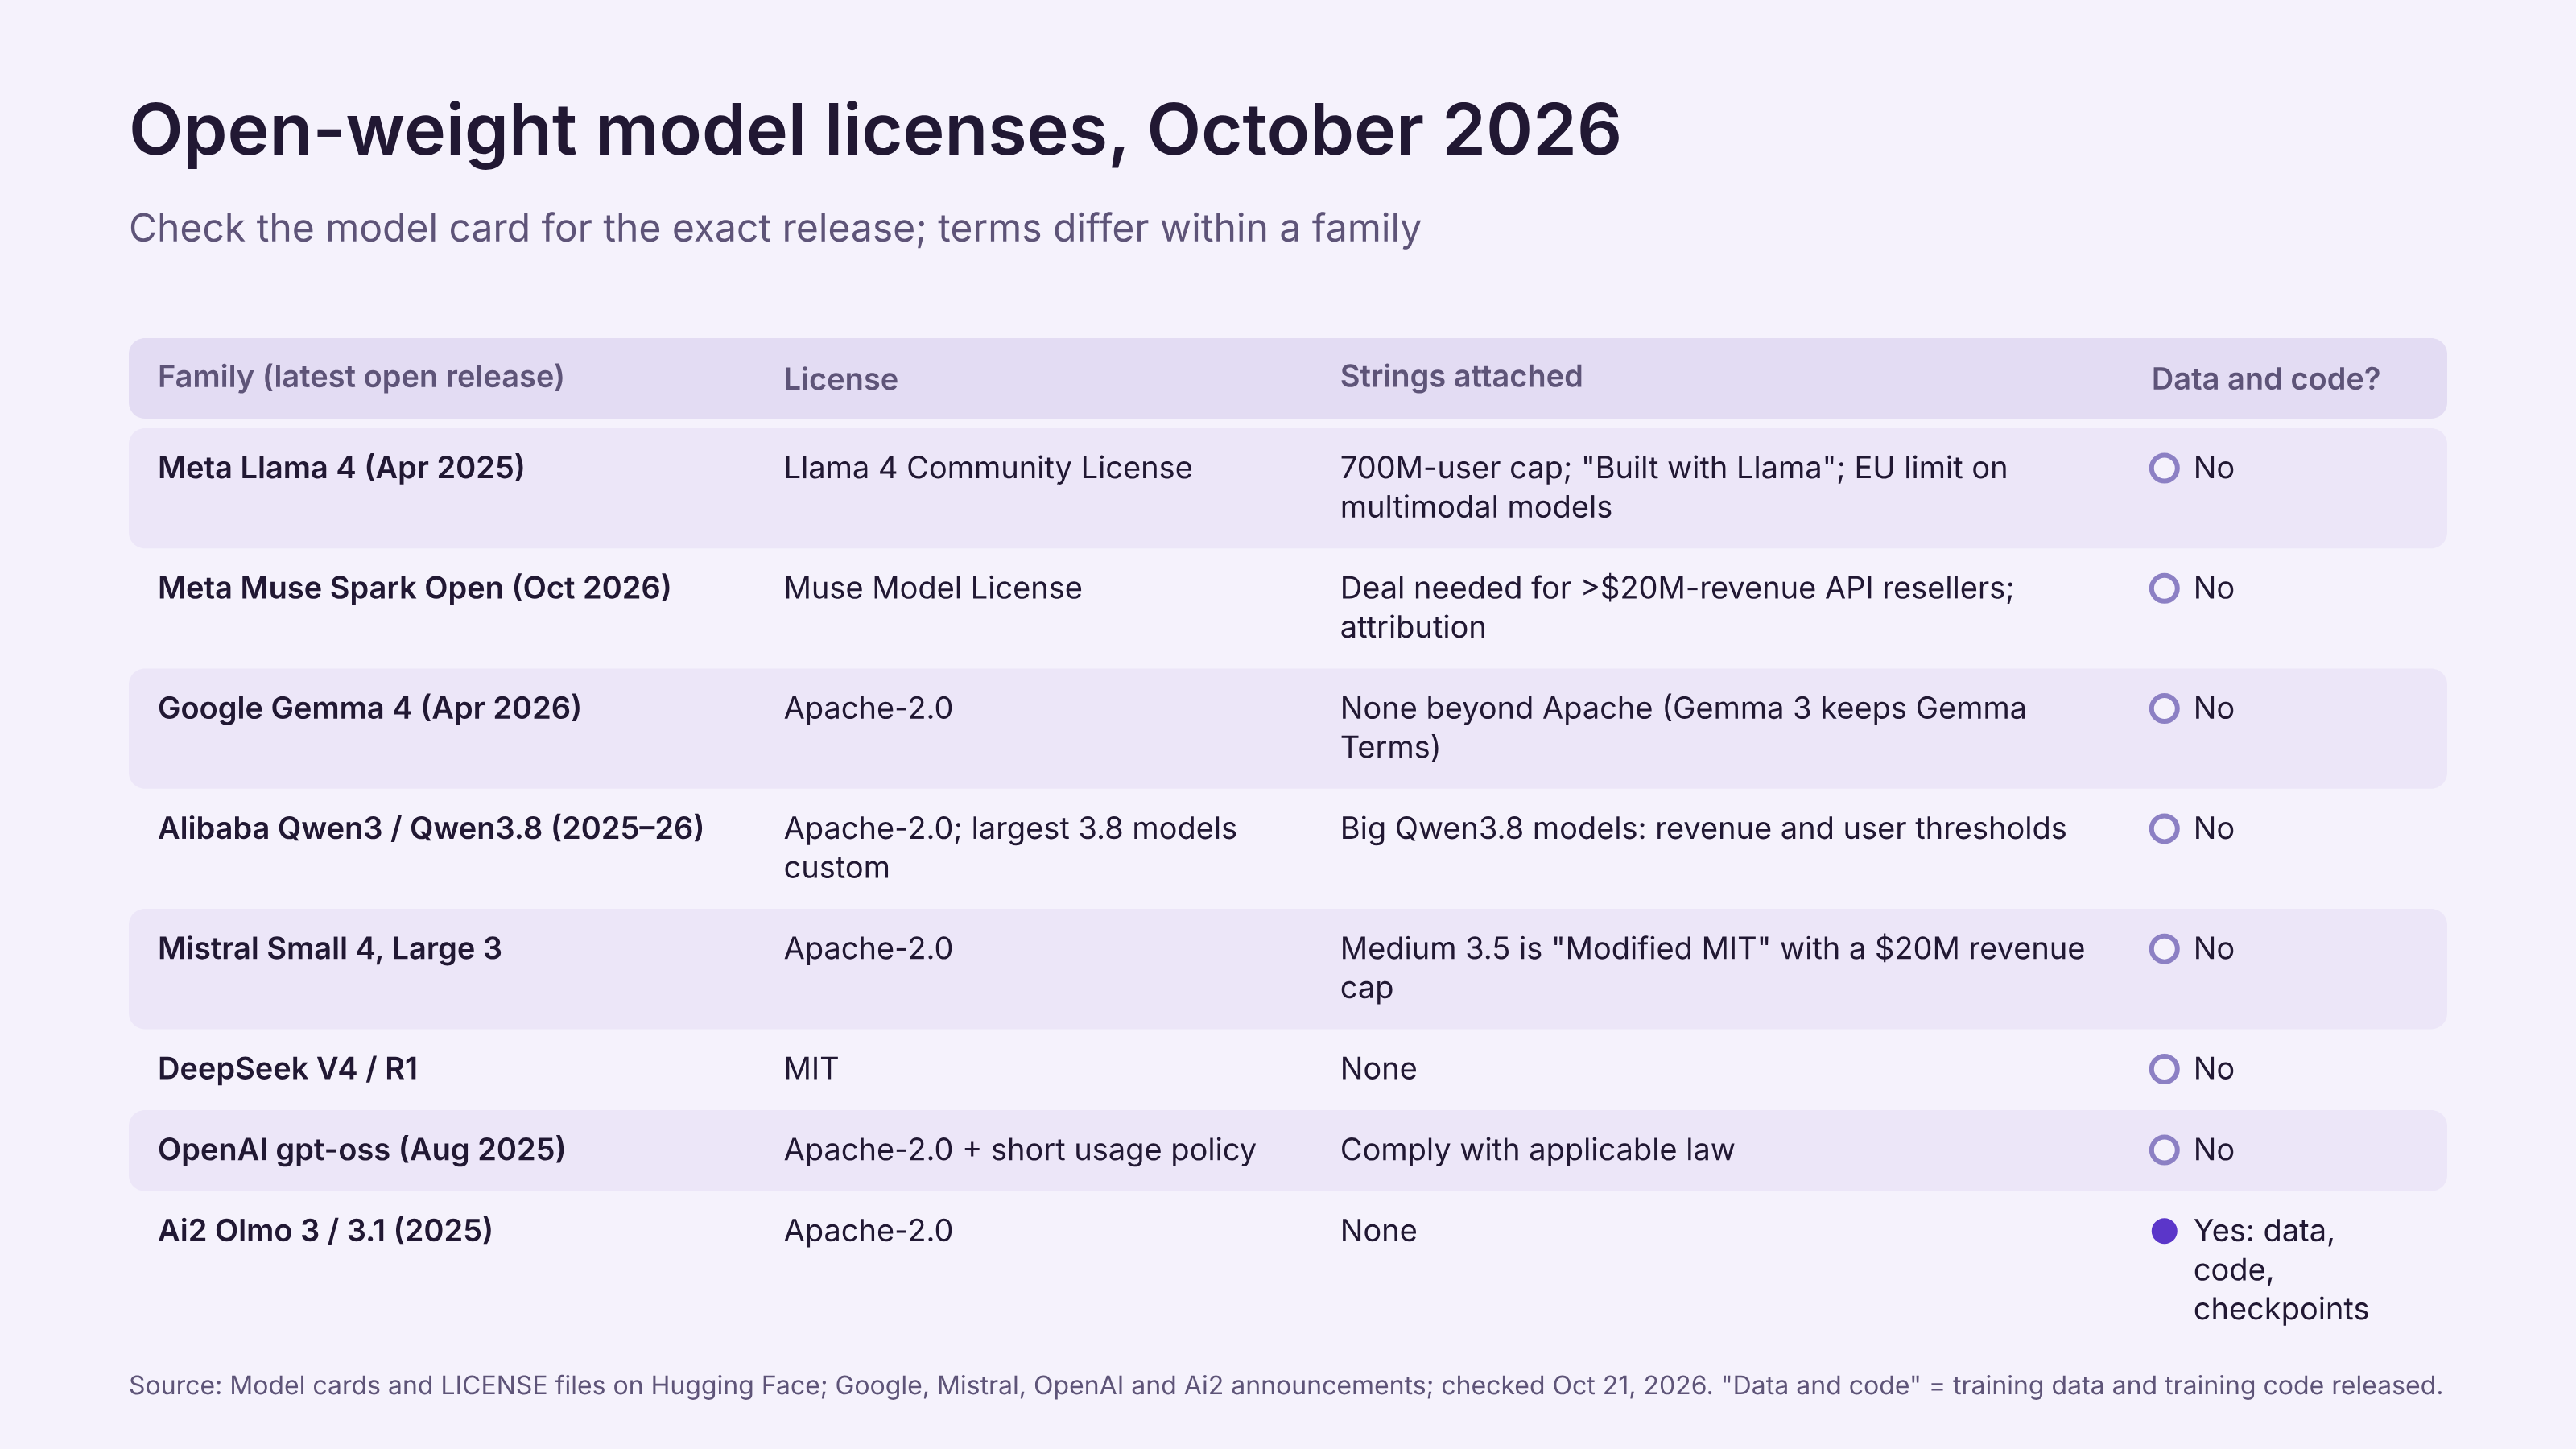 Open-weight model licenses, October 2026
Check the model card for the exact release; terms differ within a family
Family (latest open release)
License
Strings attached
Data and code?
Meta Llama 4 (Apr 2025)
Llama 4 Community License
700M-user cap; "Built with Llama"; EU limit on
multimodal models
No
Meta Muse Spark Open (Oct 2026)
Muse Model License
Deal needed for >$20M-revenue API resellers;
attribution
No
Google Gemma 4 (Apr 2026)
Apache-2.0
None beyond Apache (Gemma 3 keeps Gemma
Terms)
No
Alibaba Qwen3 / Qwen3.8 (2025–26)
Apache-2.0; largest 3.8 models
custom
Big Qwen3.8 models: revenue and user thresholds
No
Mistral Small 4, Large 3
Apache-2.0
Medium 3.5 is "Modified MIT" with a $20M revenue
cap
No
DeepSeek V4 / R1
MIT
None
No
OpenAI gpt-oss (Aug 2025)
Apache-2.0 + short usage policy
Comply with applicable law
No
Ai2 Olmo 3 / 3.1 (2025)
Apache-2.0
None
Yes: data,
code,
checkpoints
Source: Model cards and LICENSE files on Hugging Face; Google, Mistral, OpenAI and Ai2 announcements; checked Oct 21, 2026. "Data and code" = training data and training code released.